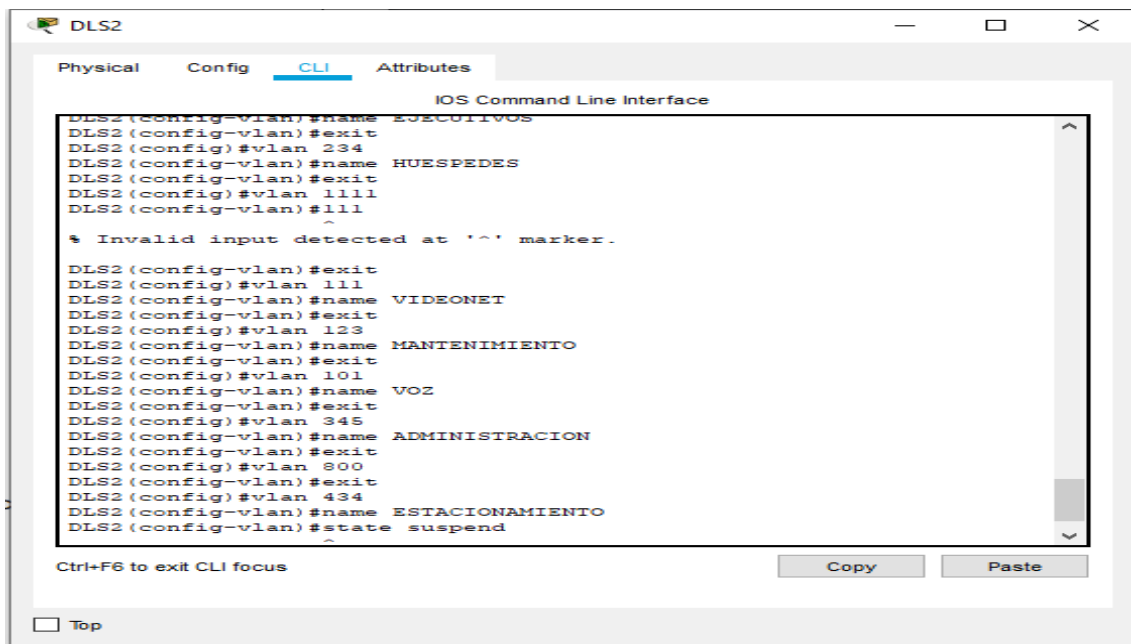 DLS2
Physical Config CLI Attributes
IOS Command Line Interface
DLS2(config-vlan)#name EJECUTIVOS
DLS2(config-vlan)#exit
DLS2(config)#vlan 234
DLS2(config-vlan)#name HUESPEDES
DLS2(config-vlan)#exit
DLS2(config)#vlan 1111
DLS2(config-vlan)#111
^
% Invalid input detected at '^' marker.
DLS2(config-vlan)#exit
DLS2(config)#vlan 111
DLS2(config-vlan)#name VIDEONET
DLS2(config-vlan)#exit
DLS2(config)#vlan 123
DLS2(config-vlan)#name MANTENIMIENTO
DLS2(config-vlan)#exit
DLS2(config)#vlan 101
DLS2(config-vlan)#name VOZ
DLS2(config-vlan)#exit
DLS2(config)#vlan 345
DLS2(config-vlan)#name ADMINISTRACION
DLS2(config-vlan)#exit
DLS2(config)#vlan 800
DLS2(config-vlan)#exit
DLS2(config)#vlan 434
DLS2(config-vlan)#name ESTACIONAMIENTO
DLS2(config-vlan)#state suspend
^
Ctrl+F6 to exit CLI focus Copy Paste
Top